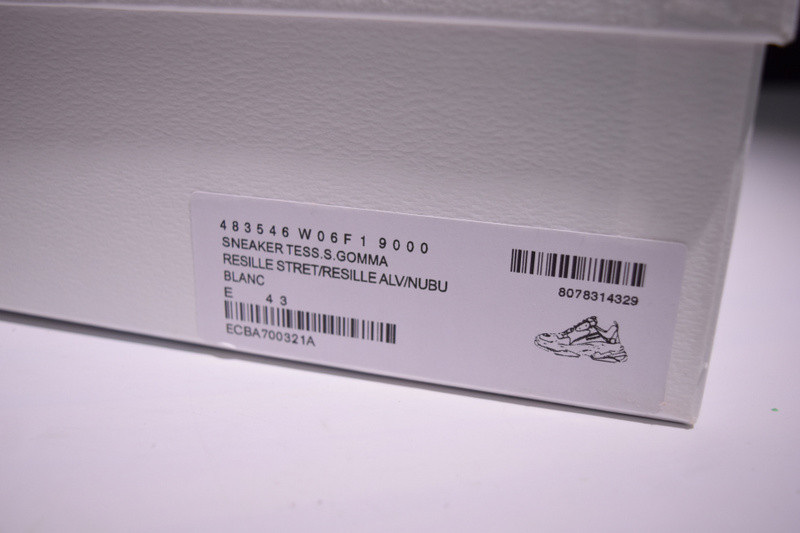 483546 W06F1 9000
SNEAKER TESS.S.GOMMA
RESILLE STRET/RESILLE ALV/NUBU
BLANC
E 43
ECBA700321A
8078314329